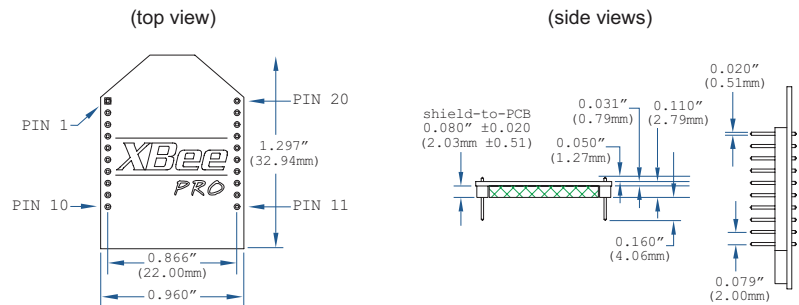 (top view)
(side views)
PIN 1
PIN 20
1.297"
(32.94mm)
XBee
PRO
PIN 10
PIN 11
0.866"
(22.00mm)
0.960"
shield-to-PCB
0.080" ±0.020
(2.03mm ±0.51)
0.031"
(0.79mm)
0.110"
(2.79mm)
0.050"
(1.27mm)
0.160"
(4.06mm)
0.020"
(0.51mm)
0.079"
(2.00mm)